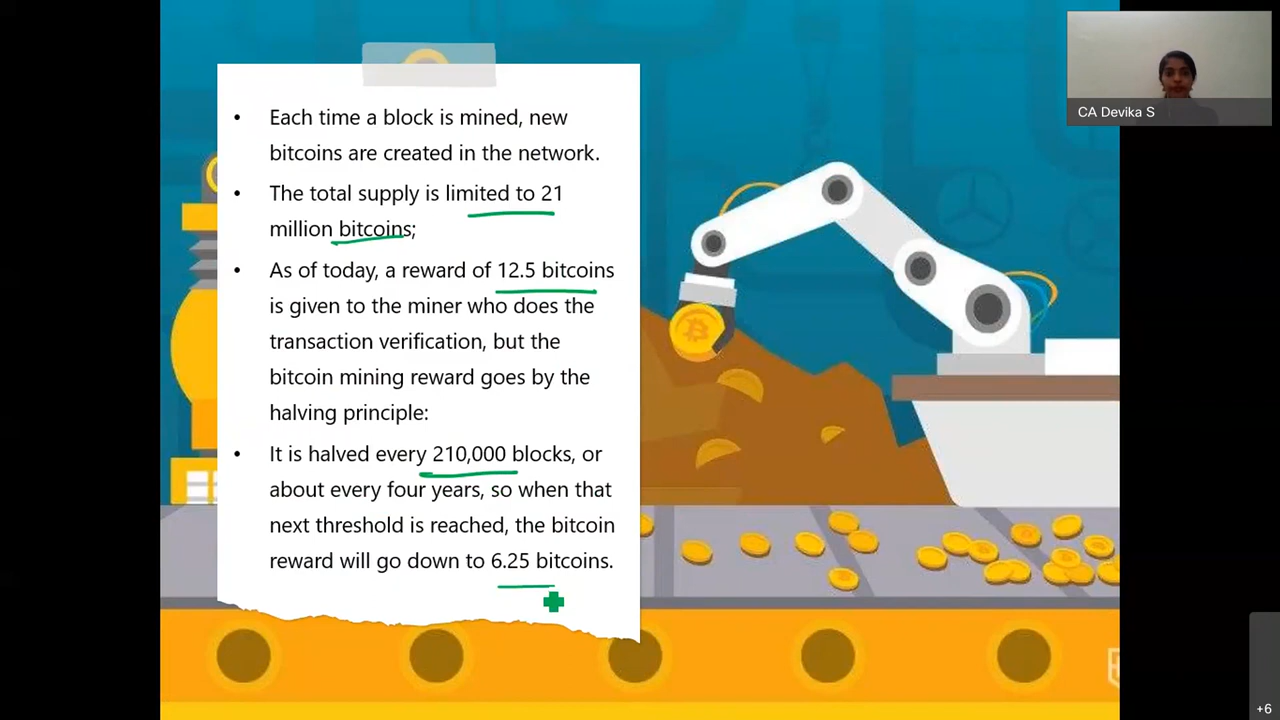 • Each time a block is mined, new
bitcoins are created in the network.
• The total supply is limited to 21
million bitcoins;
• As of today, a reward of 12.5 bitcoins
is given to the miner who does the
transaction verification, but the
bitcoin mining reward goes by the
halving principle:
• It is halved every 210,000 blocks, or
about every four years, so when that
next threshold is reached, the bitcoin
reward will go down to 6.25 bitcoins.
CA Devika S
+6